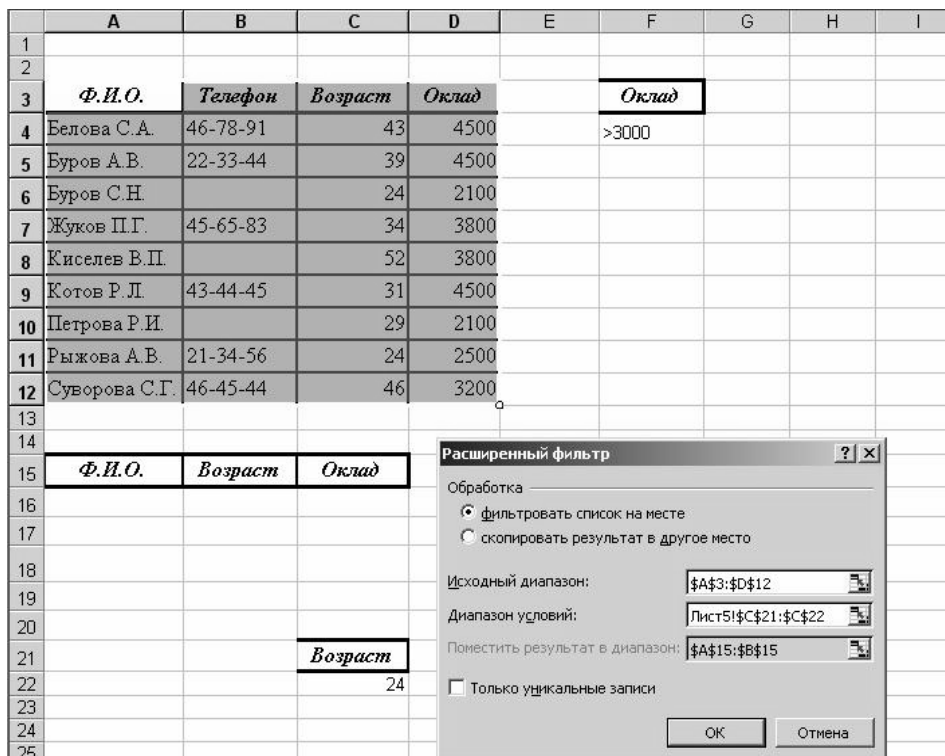 A B C D E F G H I
1
2
3 Ф.И.О. Телефон Возраст Оклад Оклад
4 Белова С.А. 46-78-91 43 4500 >3000
5 Буров А.В. 22-33-44 39 4500
6 Буров С.Н. 24 2100
7 Жуков П.Г. 45-65-83 34 3800
8 Киселев В.П. 52 3800
9 Котов Р.Л. 43-44-45 31 4500
10 Петрова Р.И. 29 2100
11 Рыжова А.В. 21-34-56 24 2500
12 Суворова С.Г. 46-45-44 46 3200
13
14
15 Ф.И.О. Возраст Оклад
16
17
18
19
20
21 Возраст
22 24
23
24
25
Расширенный фильтр ? ×
Обработка
фильтровать список на месте
скопировать результат в другое место
Исходный диапазон: $A$3:$D$12
Диапазон условий: Лист5!$C$21:$C$22
Поместить результат в диапазон: $A$15:$B$15
Только уникальные записи
ОК Отмена